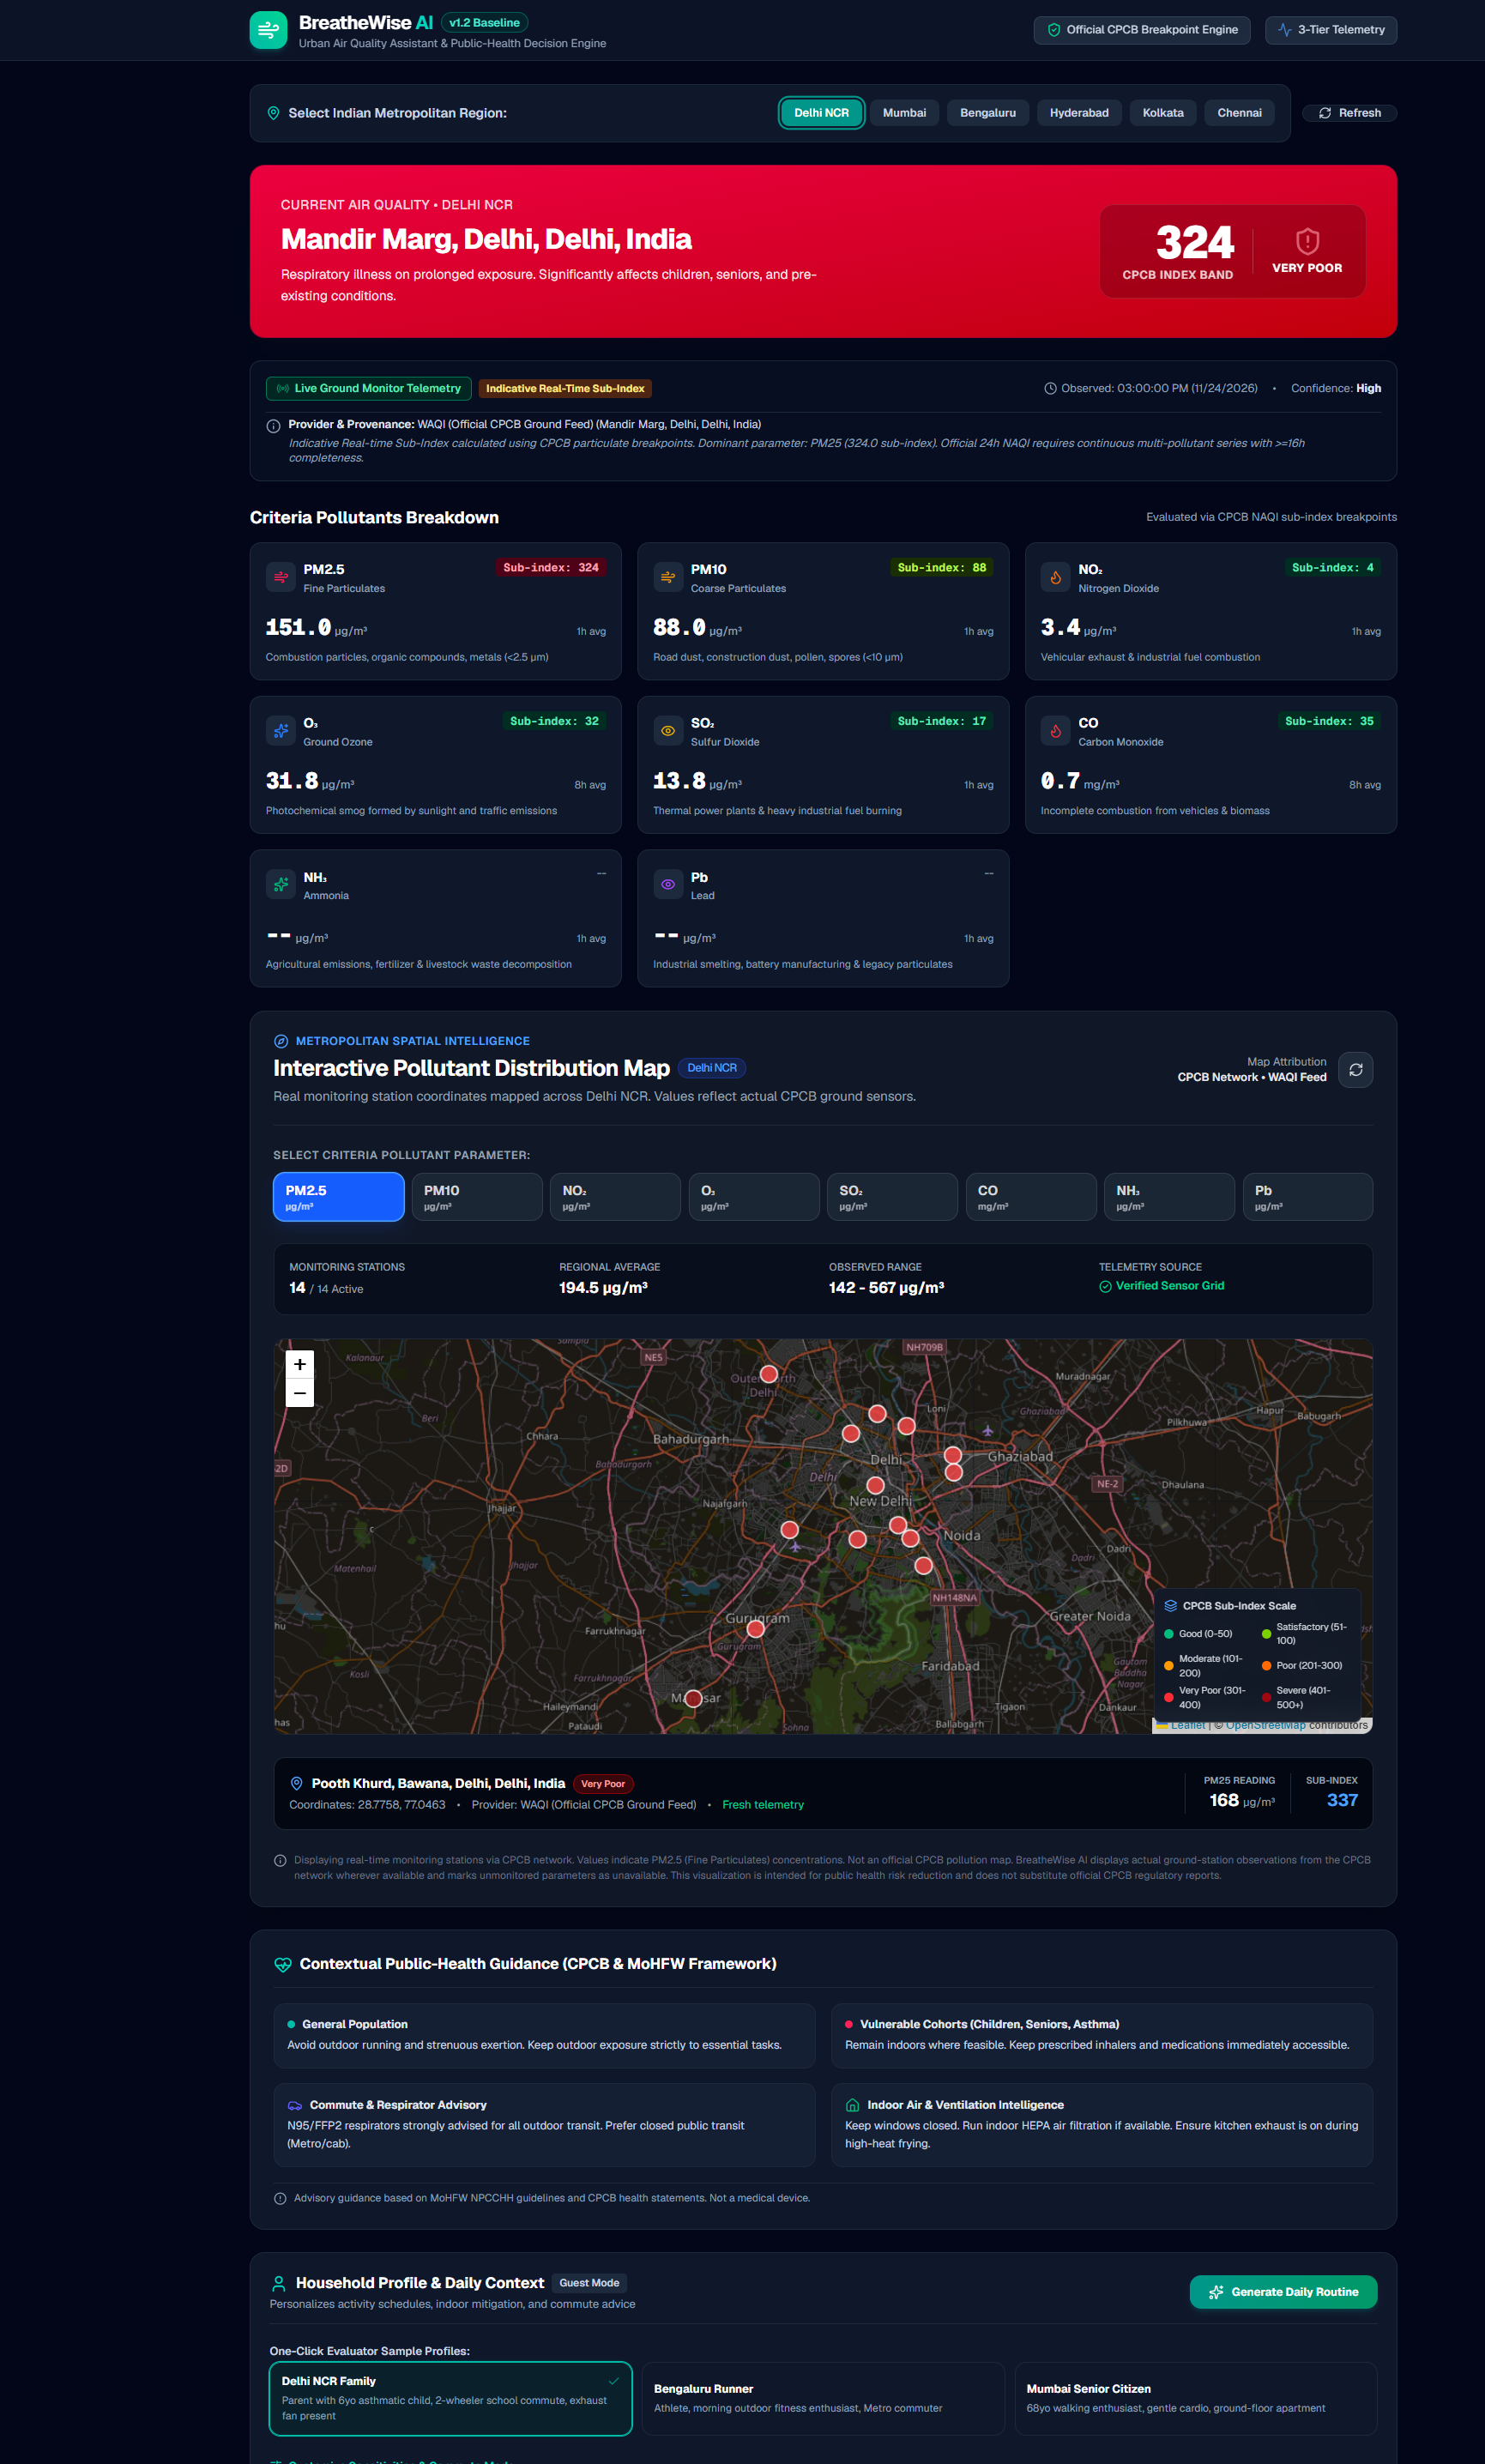 BreatheWise AI v1.2 Baseline
Urban Air Quality Assistant & Public-Health Decision Engine
Official CPCB Breakpoint Engine
3-Tier Telemetry
Select Indian Metropolitan Region:
Delhi NCR
Mumbai
Bengaluru
Hyderabad
Kolkata
Chennai
Refresh
CURRENT AIR QUALITY • DELHI NCR
Mandir Marg, Delhi, Delhi, India
Respiratory illness on prolonged exposure. Significantly affects children, seniors, and pre-
existing conditions.
324
CPCB INDEX BAND
VERY POOR
Live Ground Monitor Telemetry
Indicative Real-Time Sub-Index
Observed: 03:00:00 PM (11/24/2026) • Confidence: High
Provider & Provenance: WAQI (Official CPCB Ground Feed) (Mandir Marg, Delhi, Delhi, India)
Indicative Real-time Sub-Index calculated using CPCB particulate breakpoints. Dominant parameter: PM25 (324.0 sub-index). Official 24h NAQI requires continuous multi-pollutant series with >=16h
completeness.
Criteria Pollutants Breakdown
Evaluated via CPCB NAQI sub-index breakpoints
PM2.5
Fine Particulates
Sub-index: 324
151.0 µg/m³
1h avg
Combustion particles, organic compounds, metals (<2.5 µm)
PM10
Coarse Particulates
Sub-index: 88
88.0 µg/m³
1h avg
Road dust, construction dust, pollen, spores (<10 µm)
NO₂
Nitrogen Dioxide
Sub-index: 4
3.4 µg/m³
1h avg
Vehicular exhaust & industrial fuel combustion
O₃
Ground Ozone
Sub-index: 32
31.8 µg/m³
8h avg
Photochemical smog formed by sunlight and traffic emissions
SO₂
Sulfur Dioxide
Sub-index: 17
13.8 µg/m³
1h avg
Thermal power plants & heavy industrial fuel burning
CO
Carbon Monoxide
Sub-index: 35
0.7 mg/m³
8h avg
Incomplete combustion from vehicles & biomass
NH₃
Ammonia
--
-- µg/m³
1h avg
Agricultural emissions, fertilizer & livestock waste decomposition
Pb
Lead
--
-- µg/m³
1h avg
Industrial smelting, battery manufacturing & legacy particulates
METROPOLITAN SPATIAL INTELLIGENCE
Interactive Pollutant Distribution Map Delhi NCR
Real monitoring station coordinates mapped across Delhi NCR. Values reflect actual CPCB ground sensors.
Map Attribution
CPCB Network • WAQI Feed
SELECT CRITERIA POLLUTANT PARAMETER:
PM2.5
µg/m³
PM10
µg/m³
NO₂
µg/m³
O₃
µg/m³
SO₂
µg/m³
CO
mg/m³
NH₃
µg/m³
Pb
µg/m³
MONITORING STATIONS
14 / 14 Active
REGIONAL AVERAGE
194.5 µg/m³
OBSERVED RANGE
142 - 567 µg/m³
TELEMETRY SOURCE
Verified Sensor Grid
+
−
Kalanaur
Sampla
NE5
NH709B
Outer North
Delhi
Muradnagar
Loni
Ghaziabad
Hapur
Babugarh
Pilkhuwa
Beri
Chhara
Bahadurgarh
Bahadurgarh
Delhi
Ghaziabad
2D
Delhi
NE-2
Dhaulana
Jhajjar
Najafgarh
New Delhi
Noida
Dadri
Dadri
Matenhail
Jhajjar
NH148NA
Gurugram
Greater Noida
Farrukhnagar
Gurugram
Kosli
Farrukhnagar
Faridabad
Gautam
Buddha
Nagar
Haileymandi
Pataudi
Sohna
Tigaon
Ballabgarh
Dankaur
CPCB Sub-Index Scale
Good (0-50)
Satisfactory (51-
100)
Moderate (101-
200)
Poor (201-300)
Very Poor (301-
400)
Severe (401-
500+)
Leaflet | © OpenStreetMap contributors
Pooth Khurd, Bawana, Delhi, Delhi, India Very Poor
Coordinates: 28.7758, 77.0463 • Provider: WAQI (Official CPCB Ground Feed) • Fresh telemetry
PM25 READING
168 µg/m³
SUB-INDEX
337
Displaying real-time monitoring stations via CPCB network. Values indicate PM2.5 (Fine Particulates) concentrations. Not an official CPCB pollution map. BreatheWise AI displays actual ground-station observations from the CPCB
network wherever available and marks unmonitored parameters as unavailable. This visualization is intended for public health risk reduction and does not substitute official CPCB regulatory reports.
Contextual Public-Health Guidance (CPCB & MoHFW Framework)
General Population
Avoid outdoor running and strenuous exertion. Keep outdoor exposure strictly to essential tasks.
Vulnerable Cohorts (Children, Seniors, Asthma)
Remain indoors where feasible. Keep prescribed inhalers and medications immediately accessible.
Commute & Respirator Advisory
N95/FFP2 respirators strongly advised for all outdoor transit. Prefer closed public transit
(Metro/cab).
Indoor Air & Ventilation Intelligence
Keep windows closed. Run indoor HEPA air filtration if available. Ensure kitchen exhaust is on during
high-heat frying.
Advisory guidance based on MoHFW NPCCHH guidelines and CPCB health statements. Not a medical device.
Household Profile & Daily Context Guest Mode
Personalizes activity schedules, indoor mitigation, and commute advice
Generate Daily Routine
One-Click Evaluator Sample Profiles:
Delhi NCR Family
Parent with 6yo asthmatic child, 2-wheeler school commute, exhaust
fan present
Bengaluru Runner
Athlete, morning outdoor fitness enthusiast, Metro commuter
Mumbai Senior Citizen
68yo walking enthusiast, gentle cardio, ground-floor apartment